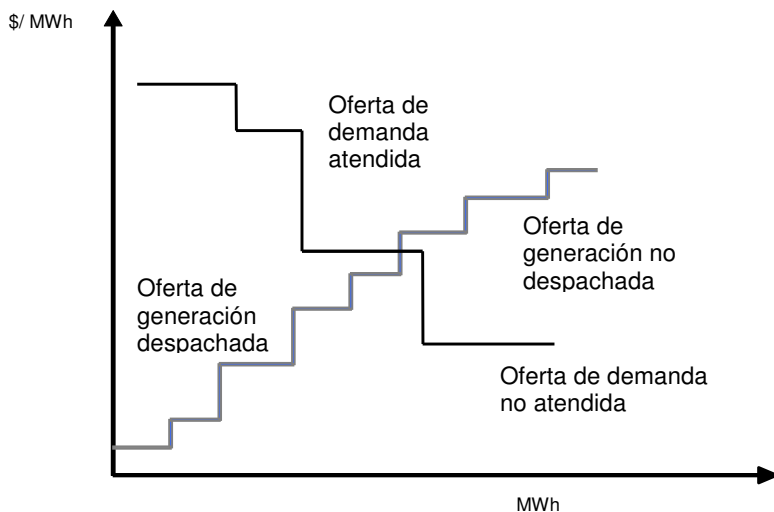 $/ MWh
Oferta de
demanda
atendida
Oferta de
generación no
despachada
Oferta de
generación
despachada
Oferta de demanda
no atendida
MWh